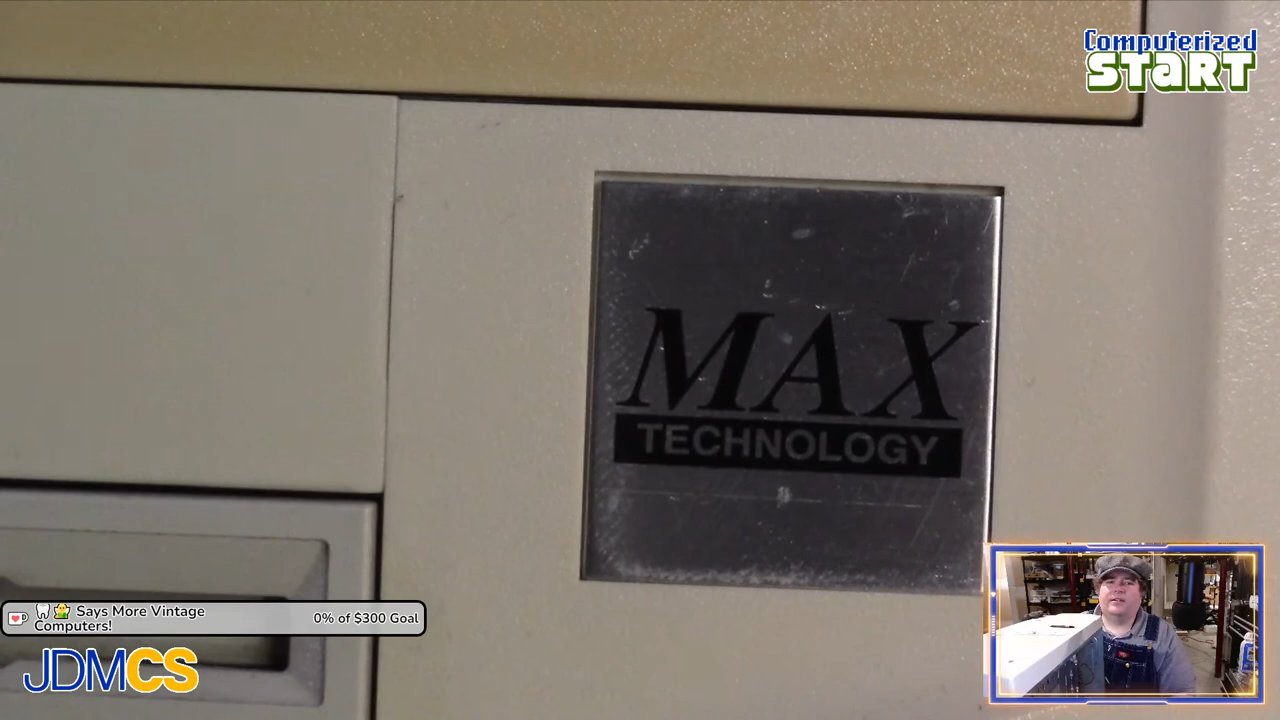 Computerized
START
MAX
TECHNOLOGY
Says More Vintage
Computers!
0% of $300 Goal
JDMCS